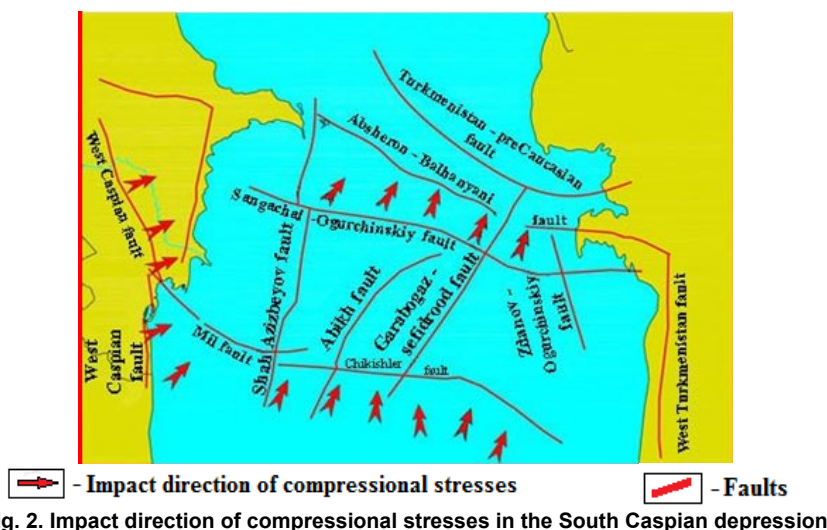 Turkmenistan - preCaucasian
fault
Absheron - Balhanyani
West Caspian fault
Sangachal -Ogurchinskiy fault
fault
Shah Azizbeyov fault
Abikh fault
Garabogaz -
sefidrood fault
Zdanov -
Ogurchinskiy
fault
West Turkmenistan fault
West
Caspian
fault
Mil fault
Chikishler fault
- Impact direction of compressional stresses
- Faults
ig. 2. Impact direction of compressional stresses in the South Caspian depression